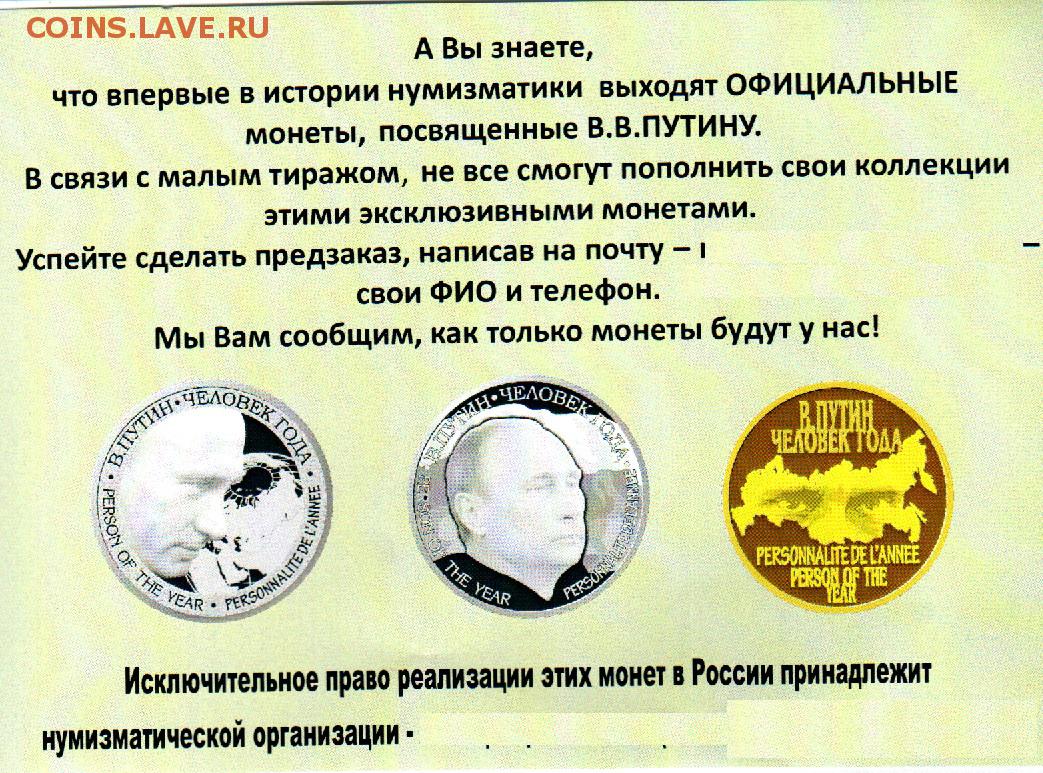 COINS.LAVE.RU
А Вы знаете,
что впервые в истории нумизматики выходят ОФИЦИАЛЬНЫЕ
монеты, посвященные В.В.ПУТИНУ.
В связи с малым тиражом, не все смогут пополнить свои коллекции
этими эксклюзивными монетами.
Успейте сделать предзаказ, написав на почту – –
свои ФИО и телефон.
Мы Вам сообщим, как только монеты будут у нас!
В.ПУТИН•ЧЕЛОВЕК ГОДА•
PERSON OF THE YEAR • PERSONNALITE DE L'ANNEE
В.ПУТИН•ЧЕЛОВЕК ГОДА
THE YEAR
В.ПУТИН
ЧЕЛОВЕК ГОДА
PERSONNALITE DE L'ANNEE
PERSON OF THE
YEAR
Исключительное право реализации этих монет в России принадлежит
нумизматической организации -